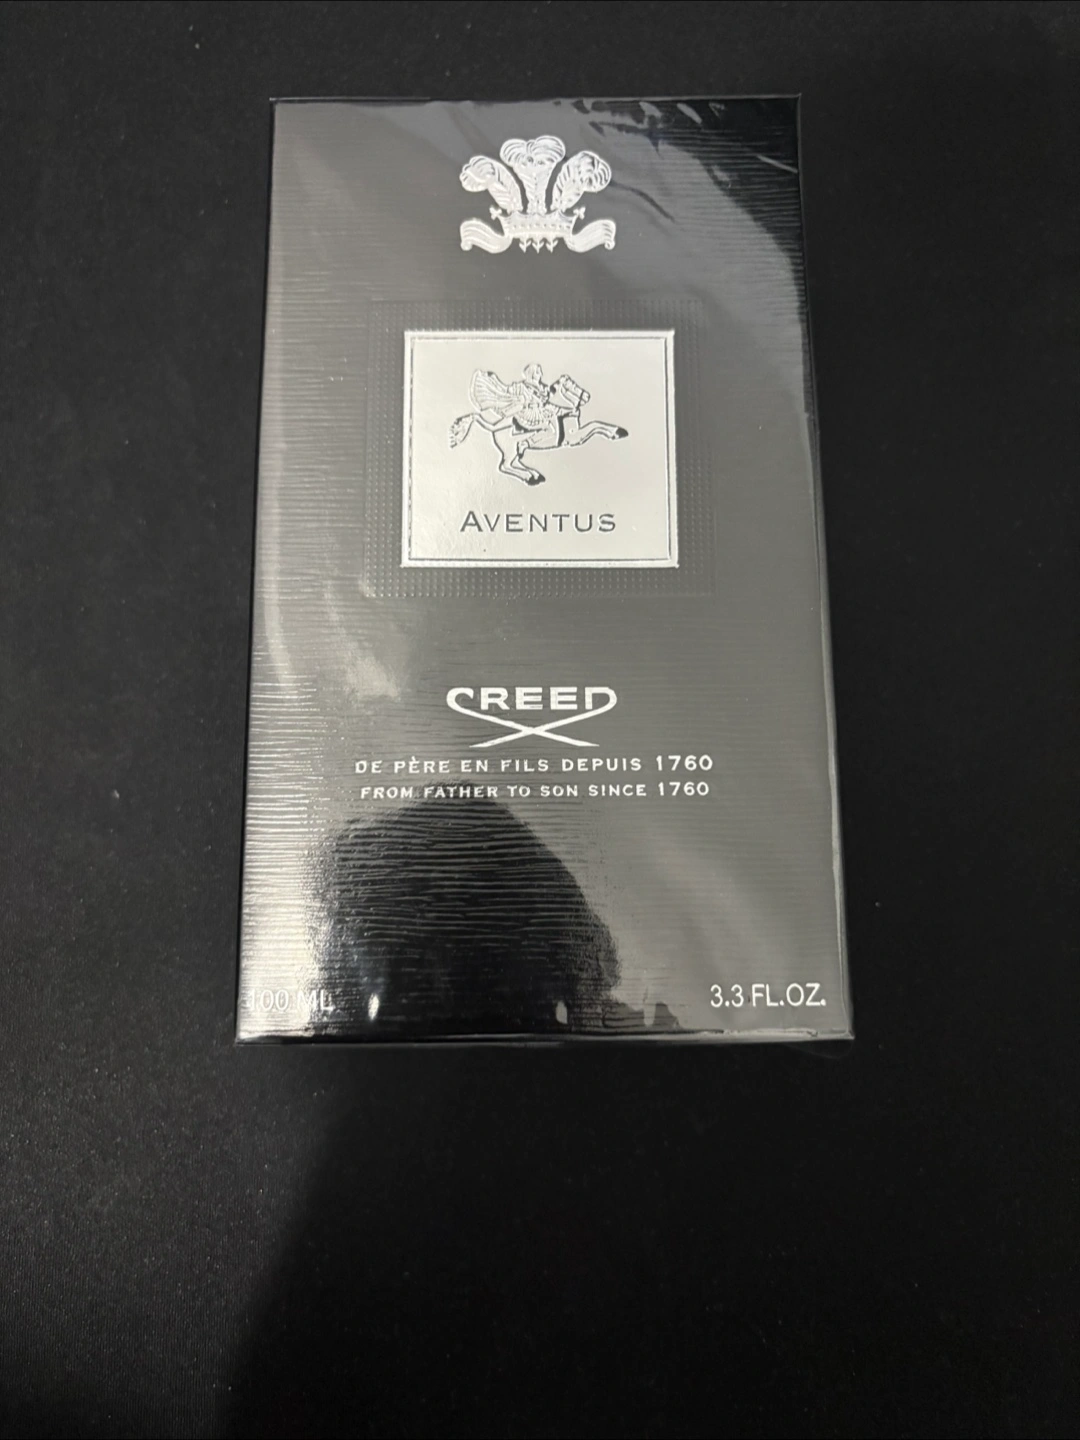 AVENTUS
CREED
DE PÈRE EN FILS DEPUIS 1760
FROM FATHER TO SON SINCE 1760
100 ML
3.3 FL.OZ.